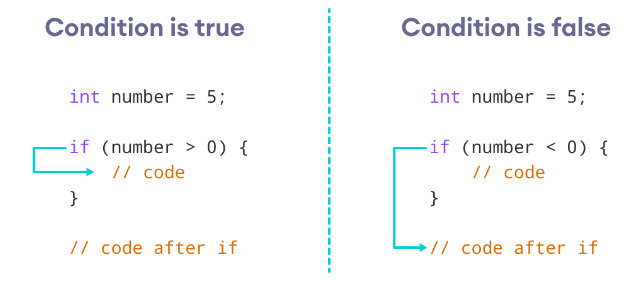 Condition is true
int number = 5;
if (number > 0) {
// code
}
// code after if
Condition is false
int number = 5;
if (number < 0) {
// code
}
// code after if